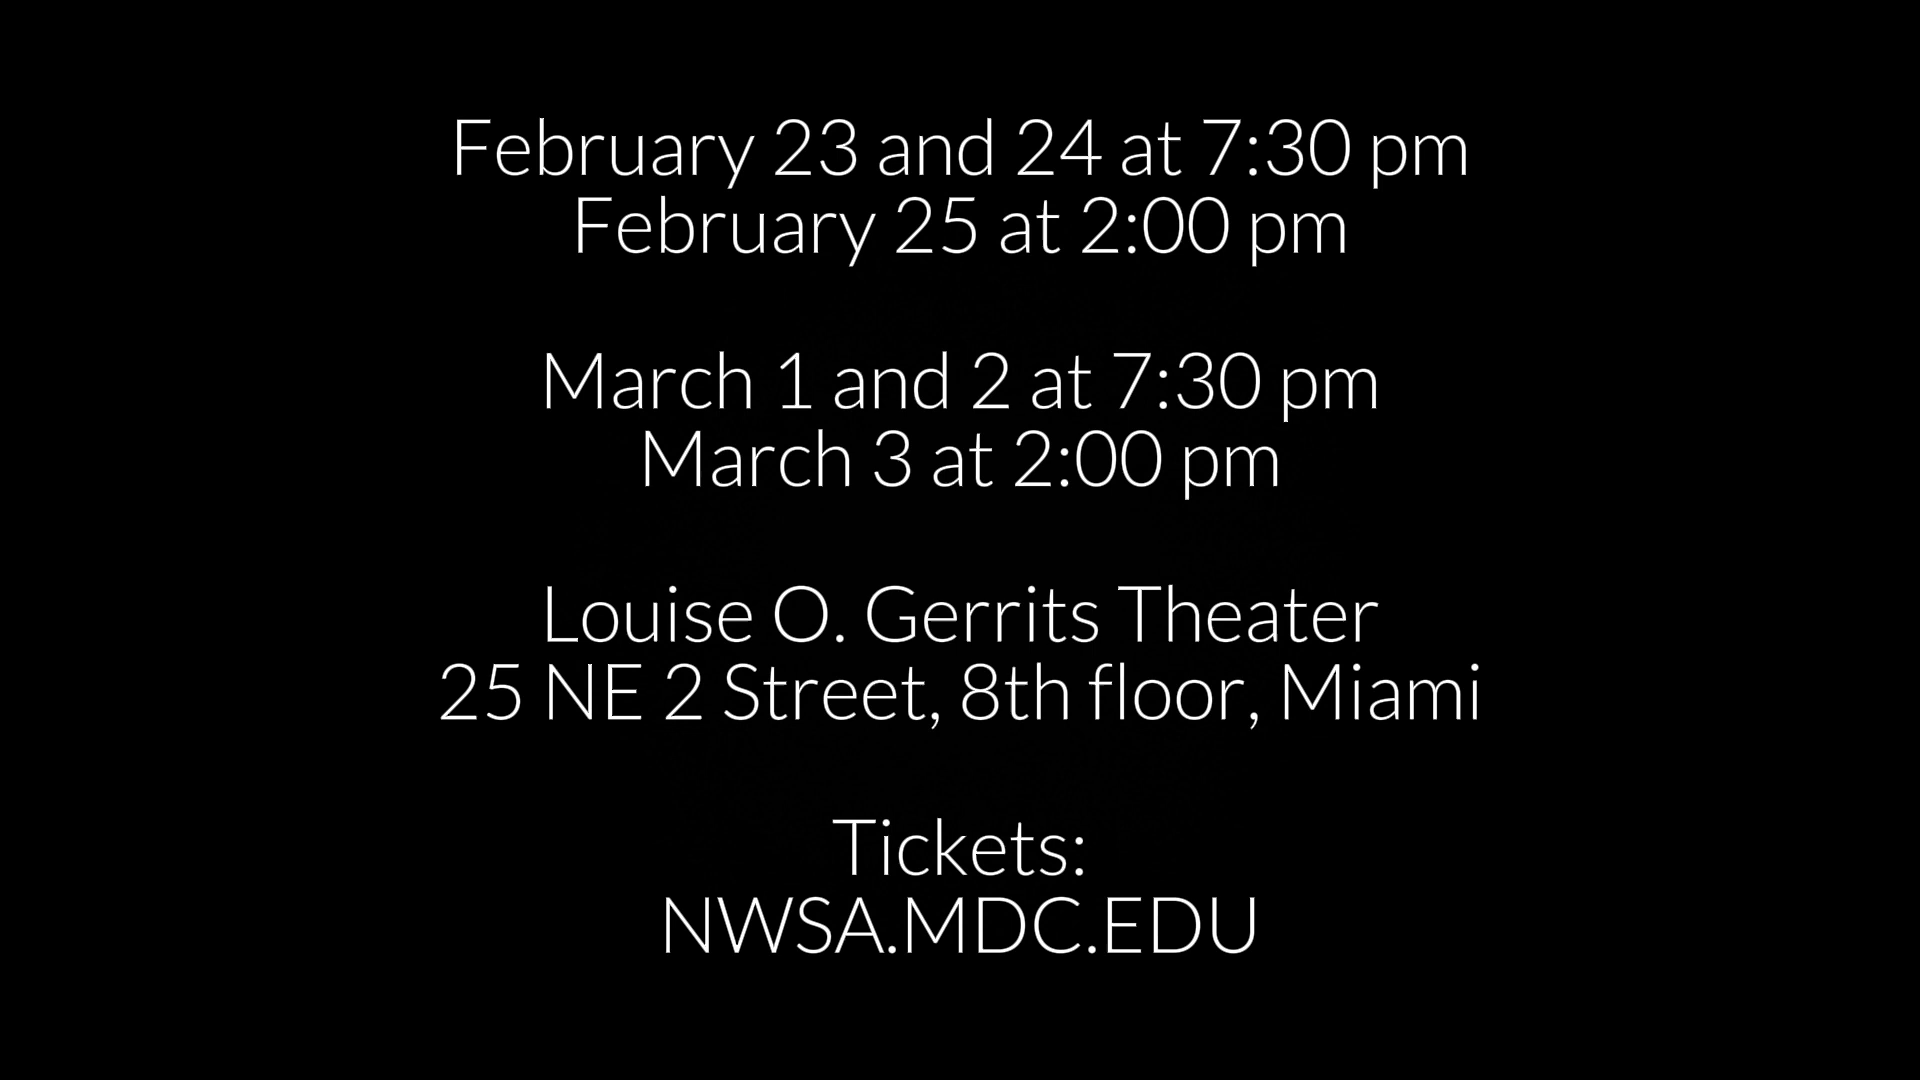 February 23 and 24 at 7:30 pm
February 25 at 2:00 pm
March 1 and 2 at 7:30 pm
March 3 at 2:00 pm
Louise O. Gerrits Theater
25 NE 2 Street, 8th floor, Miami
Tickets:
NWSA.MDC.EDU